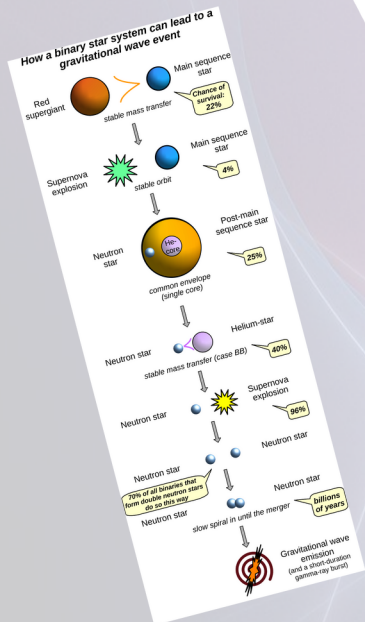 How a binary star system can lead to a
gravitational wave event
Red
supergiant
Main sequence
star
Chance of
survival:
22%
stable mass transfer
Supernova
explosion
Main sequence
star
4%
stable orbit
Neutron
star
He-
core
Post-main
sequence star
25%
common envelope
(single core)
Neutron star
Helium-star
40%
stable mass transfer (case BB)
Neutron star
Supernova
explosion
96%
Neutron star
Neutron star
70% of all binaries that
form double neutron stars
do so this way
Neutron star
Neutron star
billions
of years
slow spiral in until the merger
Gravitational wave
emission
(and a short-duration
gamma-ray burst)